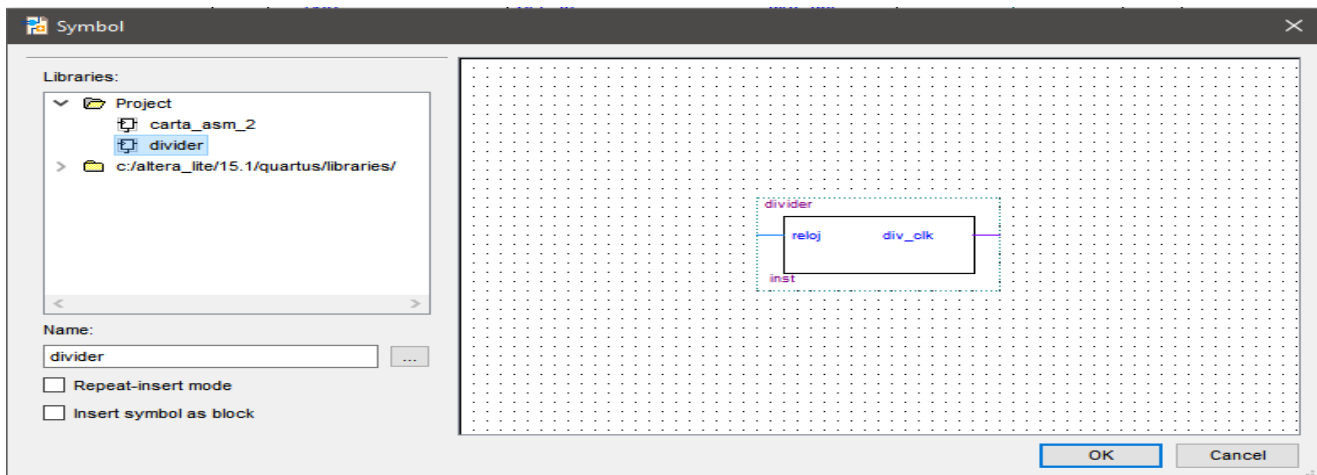 Symbol
Libraries:
Project
carta_asm_2
divider
c:/altera_lite/15.1/quartus/libraries/
Name:
divider
...
Repeat-insert mode
Insert symbol as block
divider
reloj div_clk
inst
OK Cancel